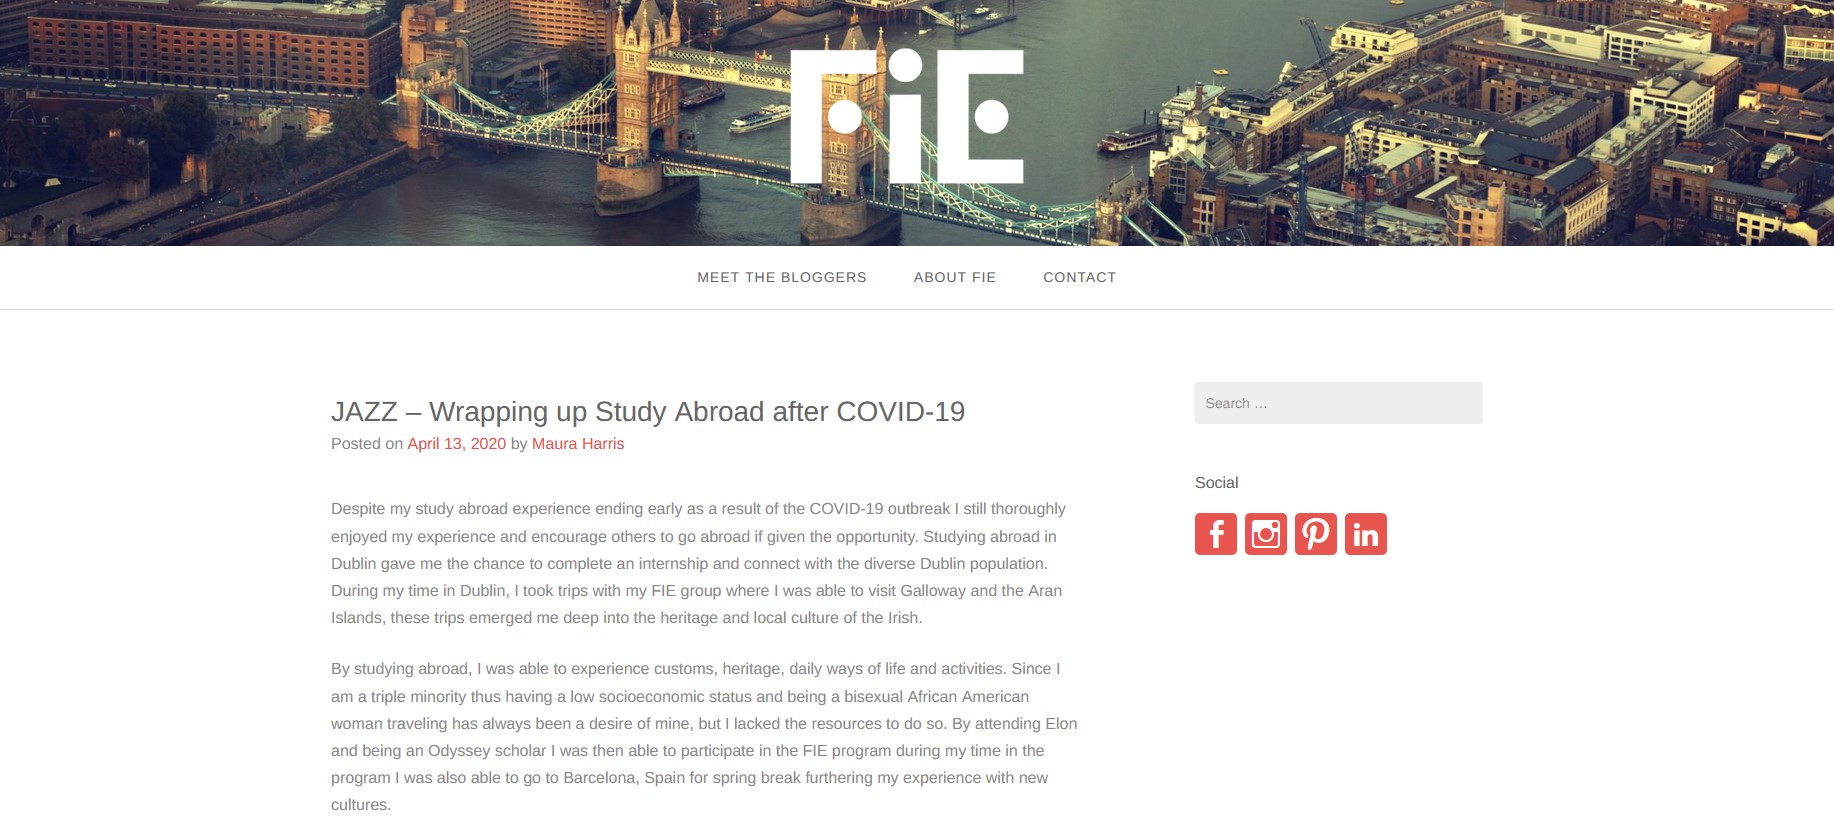 FiE
MEET THE BLOGGERS ABOUT FIE CONTACT
JAZZ – Wrapping up Study Abroad after COVID-19
Posted on April 13, 2020 by Maura Harris
Despite my study abroad experience ending early as a result of the COVID-19 outbreak I still thoroughly
enjoyed my experience and encourage others to go abroad if given the opportunity. Studying abroad in
Dublin gave me the chance to complete an internship and connect with the diverse Dublin population.
During my time in Dublin, I took trips with my FIE group where I was able to visit Galloway and the Aran
Islands, these trips emerged me deep into the heritage and local culture of the Irish.
By studying abroad, I was able to experience customs, heritage, daily ways of life and activities. Since I
am a triple minority thus having a low socioeconomic status and being a bisexual African American
woman traveling has always been a desire of mine, but I lacked the resources to do so. By attending Elon
and being an Odyssey scholar I was then able to participate in the FIE program during my time in the
program I was also able to go to Barcelona, Spain for spring break furthering my experience with new
cultures.
Search …
Social